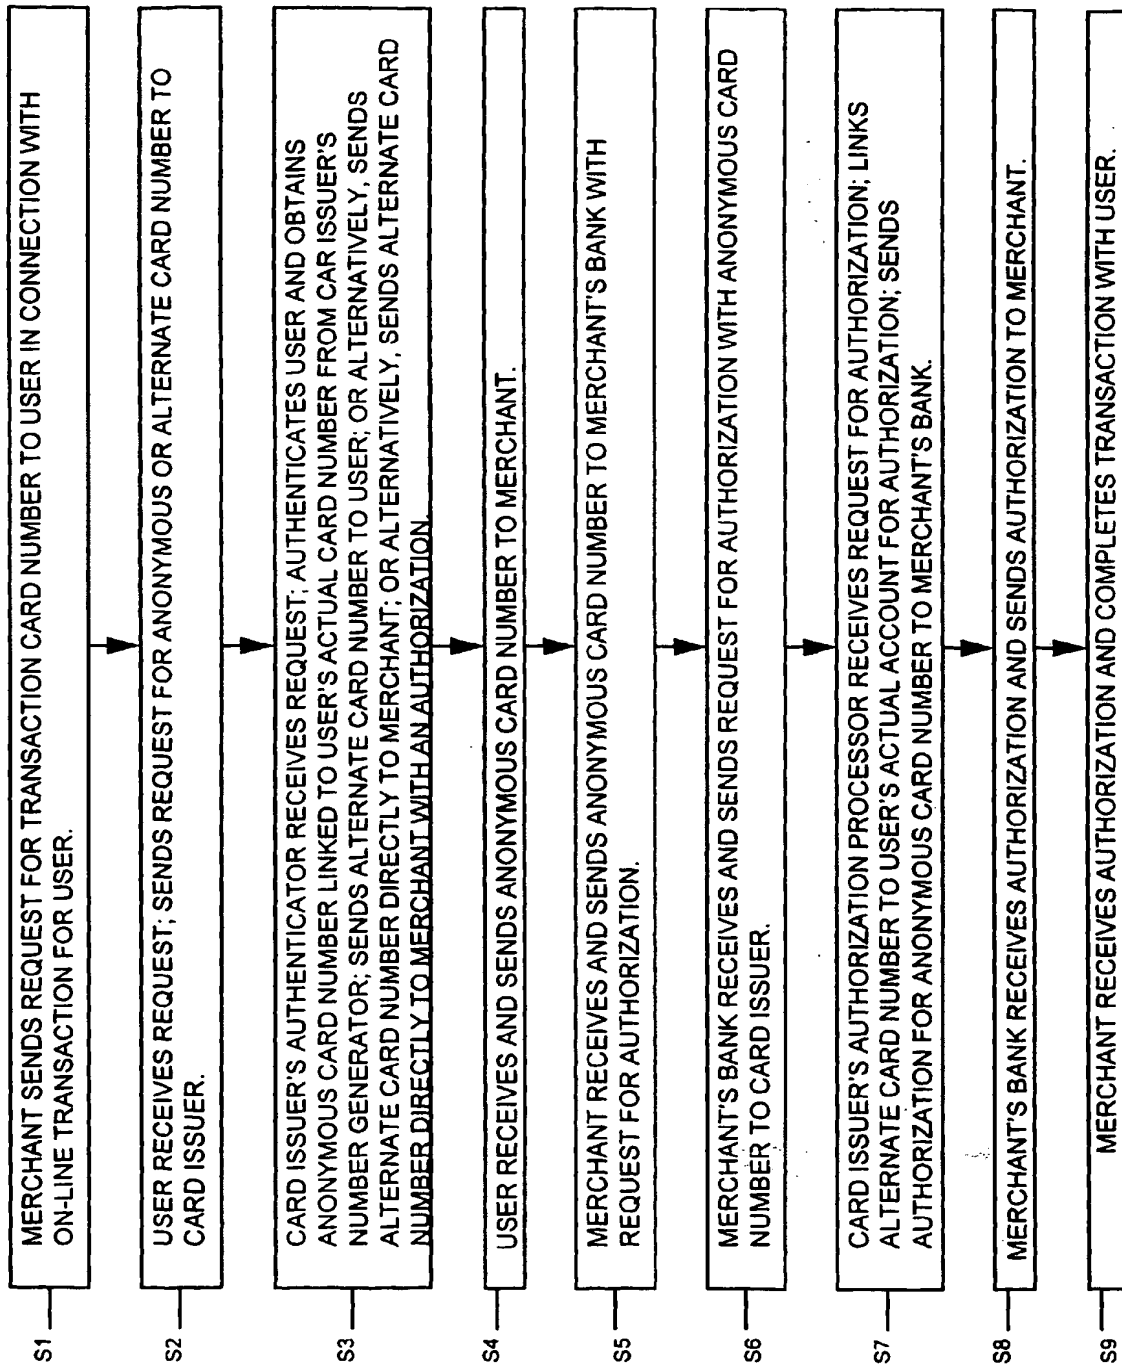 S1
MERCHANT SENDS REQUEST FOR TRANSACTION CARD NUMBER TO USER IN CONNECTION WITH
ON-LINE TRANSACTION FOR USER.
S2
USER RECEIVES REQUEST; SENDS REQUEST FOR ANONYMOUS OR ALTERNATE CARD NUMBER TO
CARD ISSUER.
S3
CARD ISSUER'S AUTHENTICATOR RECEIVES REQUEST; AUTHENTICATES USER AND OBTAINS
ANONYMOUS CARD NUMBER LINKED TO USER'S ACTUAL CARD NUMBER FROM CAR ISSUER'S
NUMBER GENERATOR; SENDS ALTERNATE CARD NUMBER TO USER; OR ALTERNATIVELY, SENDS
ALTERNATE CARD NUMBER DIRECTLY TO MERCHANT; OR ALTERNATIVELY, SENDS ALTERNATE CARD
NUMBER DIRECTLY TO MERCHANT WITH AN AUTHORIZATION.
S4
USER RECEIVES AND SENDS ANONYMOUS CARD NUMBER TO MERCHANT.
S5
MERCHANT RECEIVES AND SENDS ANONYMOUS CARD NUMBER TO MERCHANT'S BANK WITH
REQUEST FOR AUTHORIZATION.
S6
MERCHANT'S BANK RECEIVES AND SENDS REQUEST FOR AUTHORIZATION WITH ANONYMOUS CARD
NUMBER TO CARD ISSUER.
S7
CARD ISSUER'S AUTHORIZATION PROCESSOR RECEIVES REQUEST FOR AUTHORIZATION; LINKS
ALTERNATE CARD NUMBER TO USER'S ACTUAL ACCOUNT FOR AUTHORIZATION; SENDS
AUTHORIZATION FOR ANONYMOUS CARD NUMBER TO MERCHANT'S BANK.
S8
MERCHANT'S BANK RECEIVES AUTHORIZATION AND SENDS AUTHORIZATION TO MERCHANT.
S9
MERCHANT RECEIVES AUTHORIZATION AND COMPLETES TRANSACTION WITH USER.